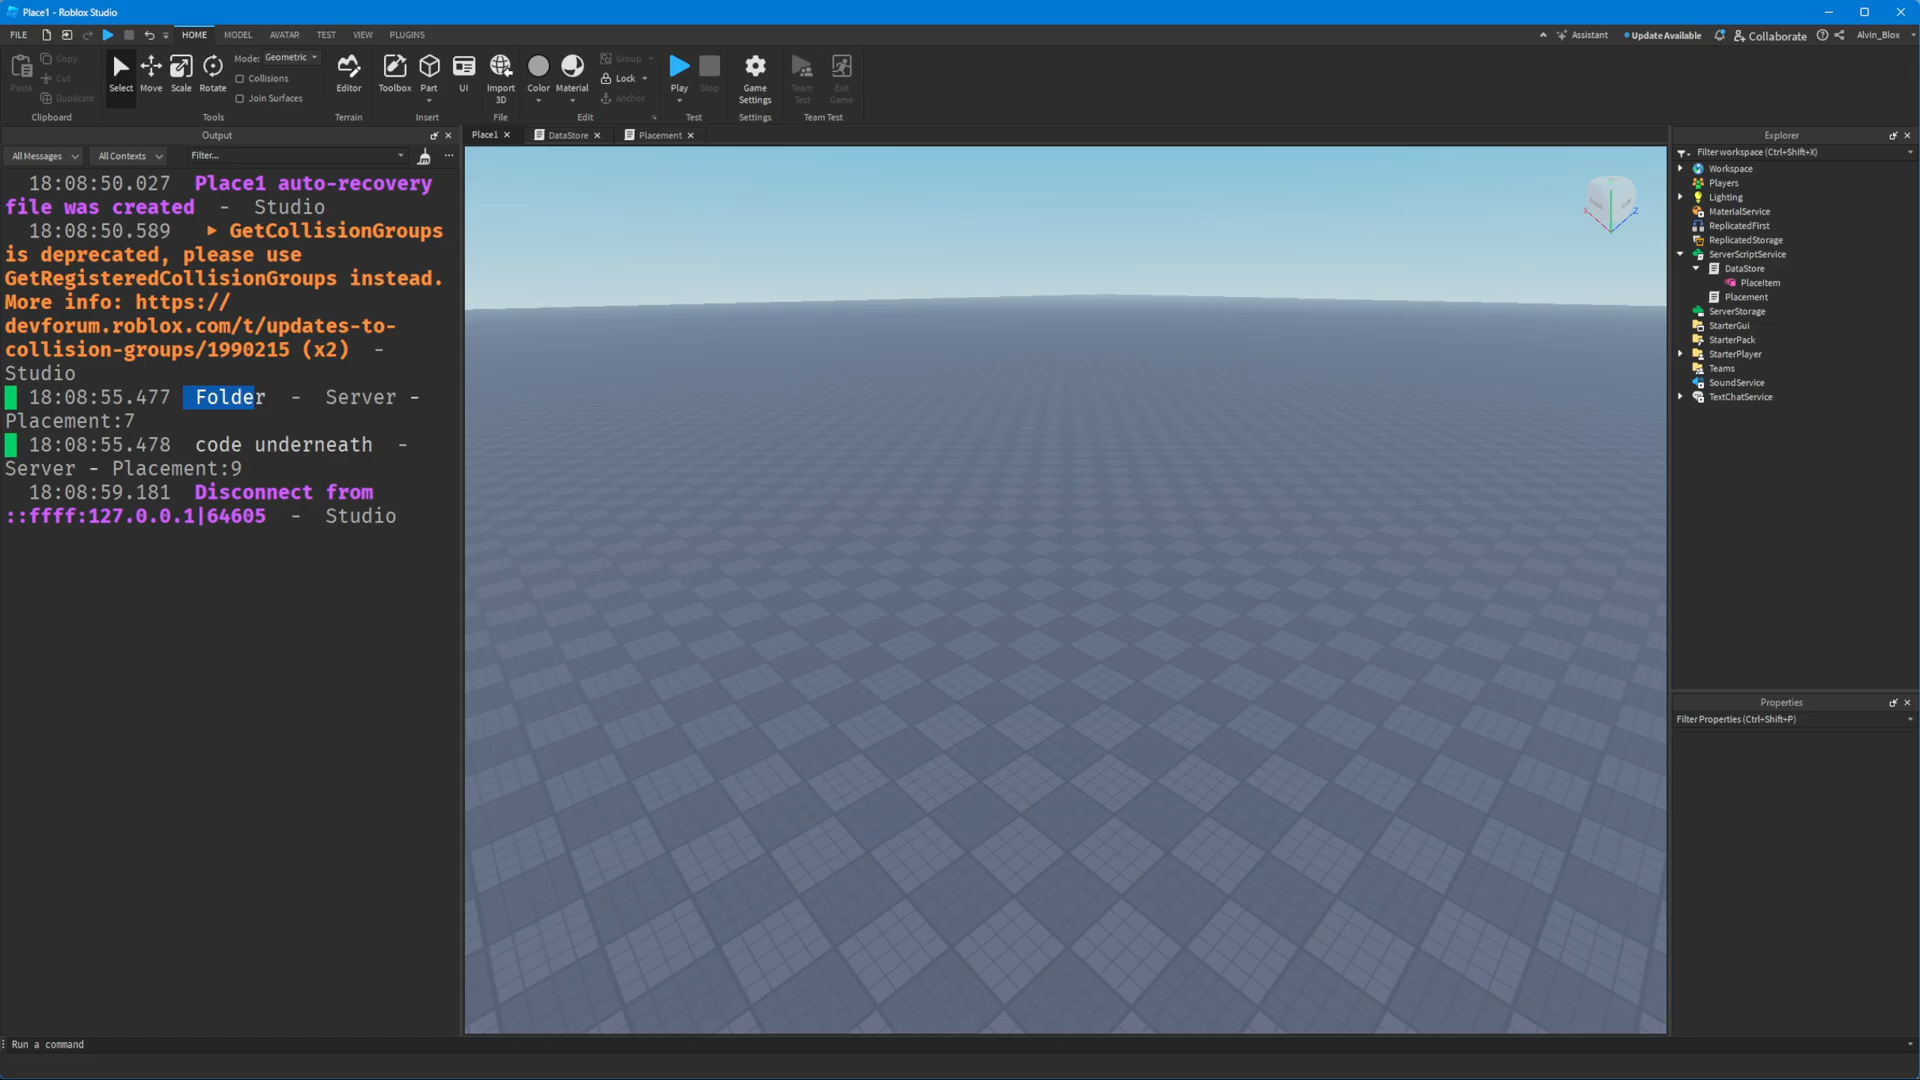 Place1 - Roblox Studio
FILE
HOME
MODEL
AVATAR
TEST
VIEW
PLUGINS
Assistant
Update Available
Collaborate
Alvin_Blox
Paste
Copy
Cut
Duplicate
Clipboard
Select
Move
Scale
Rotate
Mode: Geometric
Collisions
Join Surfaces
Tools
Editor
Terrain
Toolbox
Part
UI
Insert
Import 3D
File
Color
Material
Group
Lock
Anchor
Edit
Play
Stop
Test
Game Settings
Settings
Team Test
Exit Game
Team Test
Output
All Messages
All Contexts
Filter...
18:08:50.027 Place1 auto-recovery
file was created - Studio
18:08:50.589 ▶ GetCollisionGroups
is deprecated, please use
GetRegisteredCollisionGroups instead.
More info: https://
devforum.roblox.com/t/updates-to-
collision-groups/1990215 (x2) -
Studio
18:08:55.477 Folder - Server -
Placement:7
18:08:55.478 code underneath -
Server - Placement:9
18:08:59.181 Disconnect from
::ffff:127.0.0.1|64605 - Studio
Place1
DataStore
Placement
Explorer
Filter workspace (Ctrl+Shift+X)
Workspace
Players
Lighting
MaterialService
ReplicatedFirst
ReplicatedStorage
ServerScriptService
DataStore
PlaceItem
Placement
ServerStorage
StarterGui
StarterPack
StarterPlayer
Teams
SoundService
TextChatService
Properties
Filter Properties (Ctrl+Shift+P)
Run a command